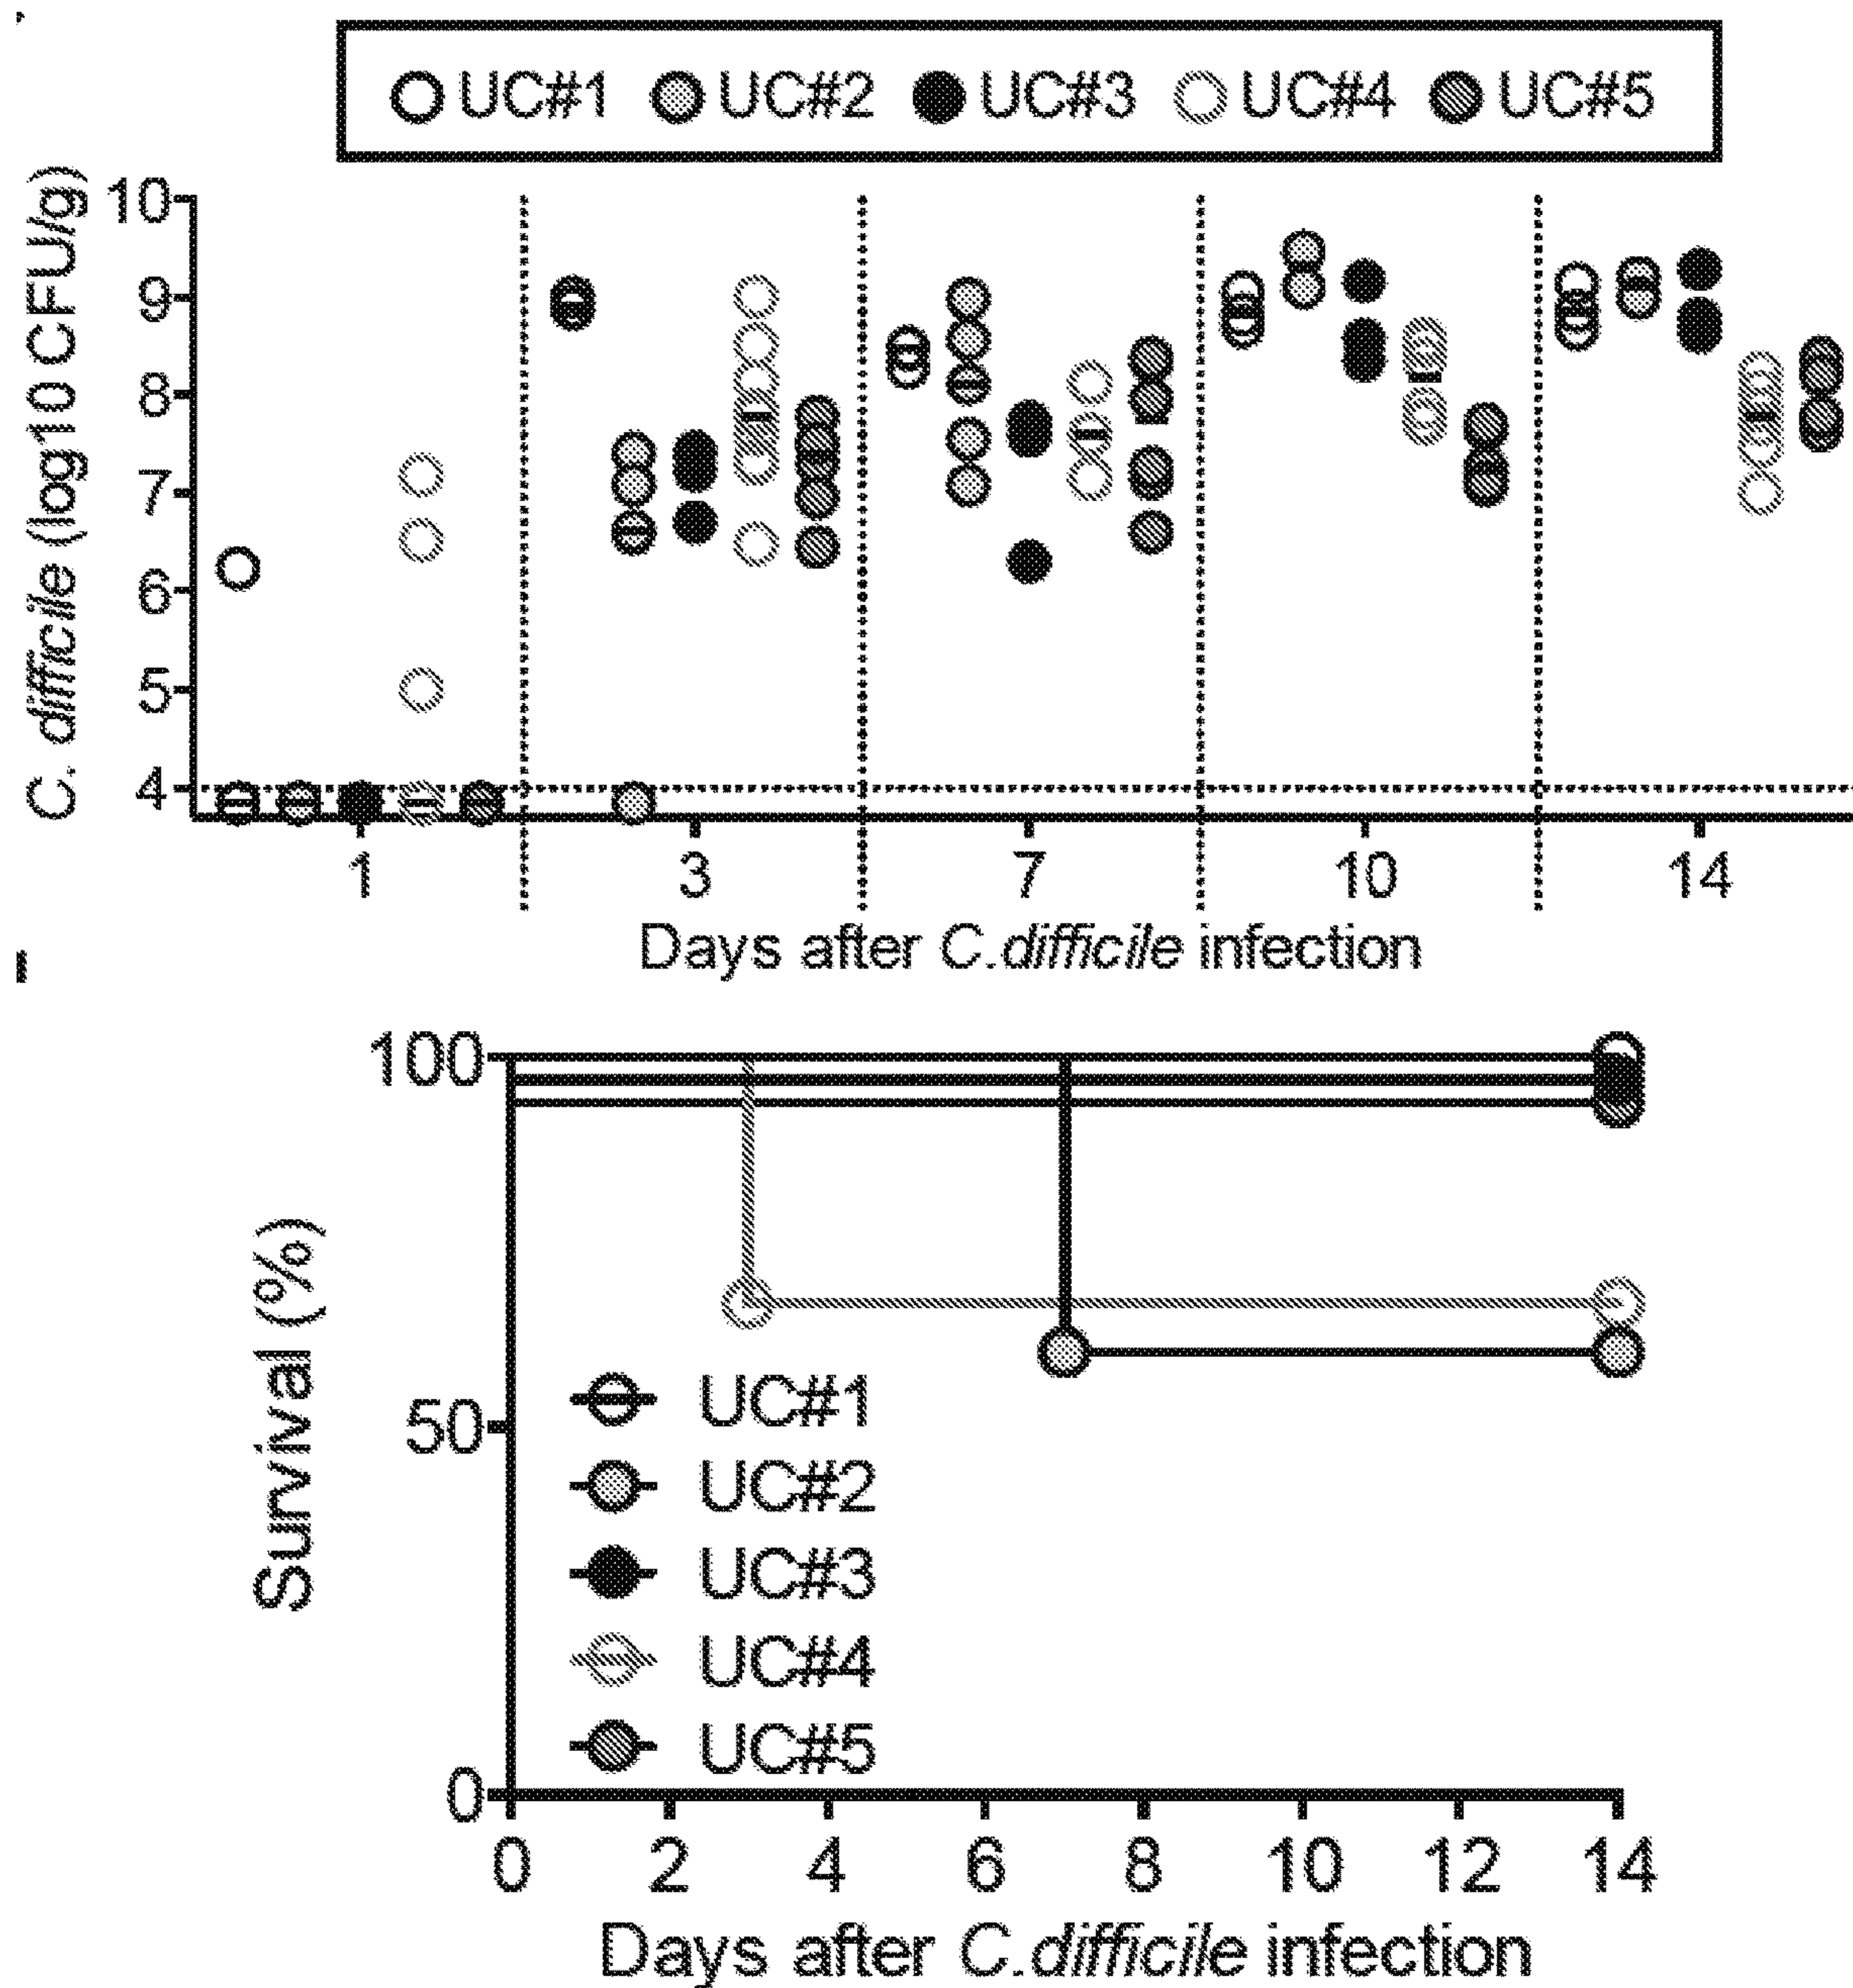 UC#1 UC#2 UC#3 UC#4 UC#5
C. difficile (log10 CFU/g)
10
9
8
7
6
5
4
1 3 7 10 14
Days after C.difficile infection
Survival (%)
100
50
0
UC#1
UC#2
UC#3
UC#4
UC#5
0 2 4 6 8 10 12 14
Days after C.difficile infection